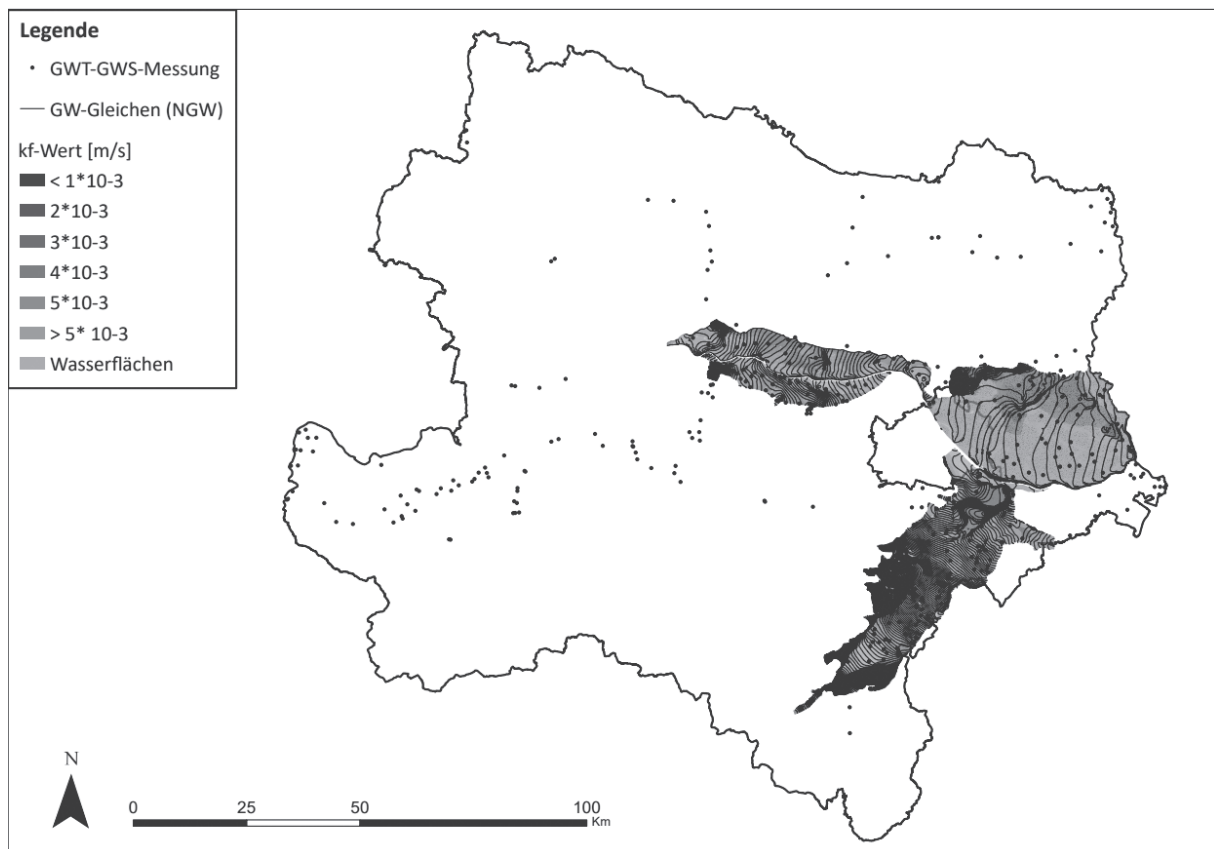 Legende
GWT-GWS-Messung
GW-Gleichen (NGW)
kf-Wert [m/s]
< 1*10-3
2*10-3
3*10-3
4*10-3
5*10-3
> 5* 10-3
Wasserflächen
N
0 25 50 100
Km